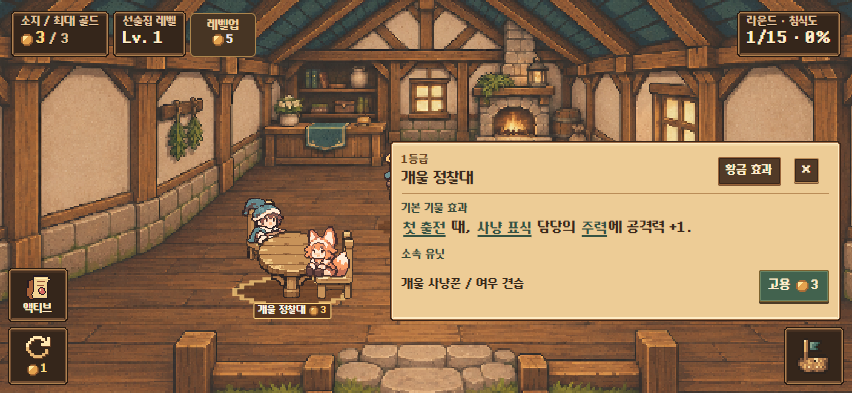 소지 / 최대 골드
3 / 3
선술집 레벨
Lv. 1
레벨업
5
라운드 · 침식도
1/15 · 0%
1등급
개울 정찰대
황금 효과
×
기본 기물 효과
첫 출전 때, 사냥 표식 담당의 주력에 공격력 +1.
소속 유닛
개울 사냥꾼 / 여우 견습
고용 3
개울 정찰대 3
액티브
1